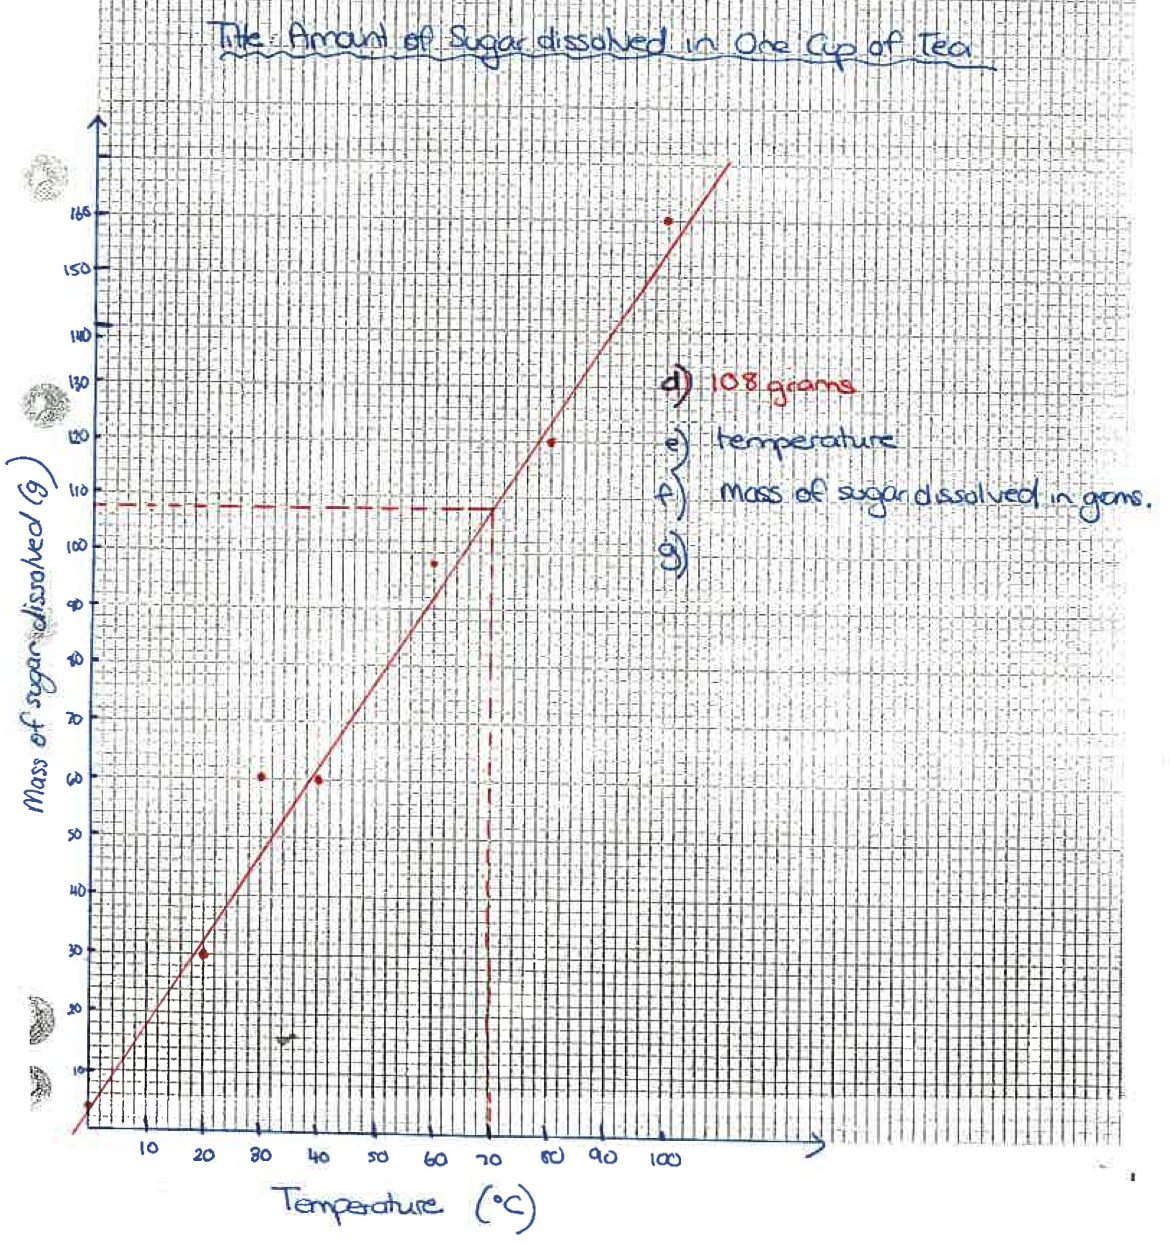 Title: Amount of Sugar dissolved in One Cup of Tea
165
150
140
130
d) 108 grams
120
e) temperature
110
f) mass of sugar dissolved in grams.
100
g)
90
80
70
60
50
40
30
20
10
Mass of sugar dissolved (g)
10 20 30 40 50 60 70 80 90 100
Temperature (°C)